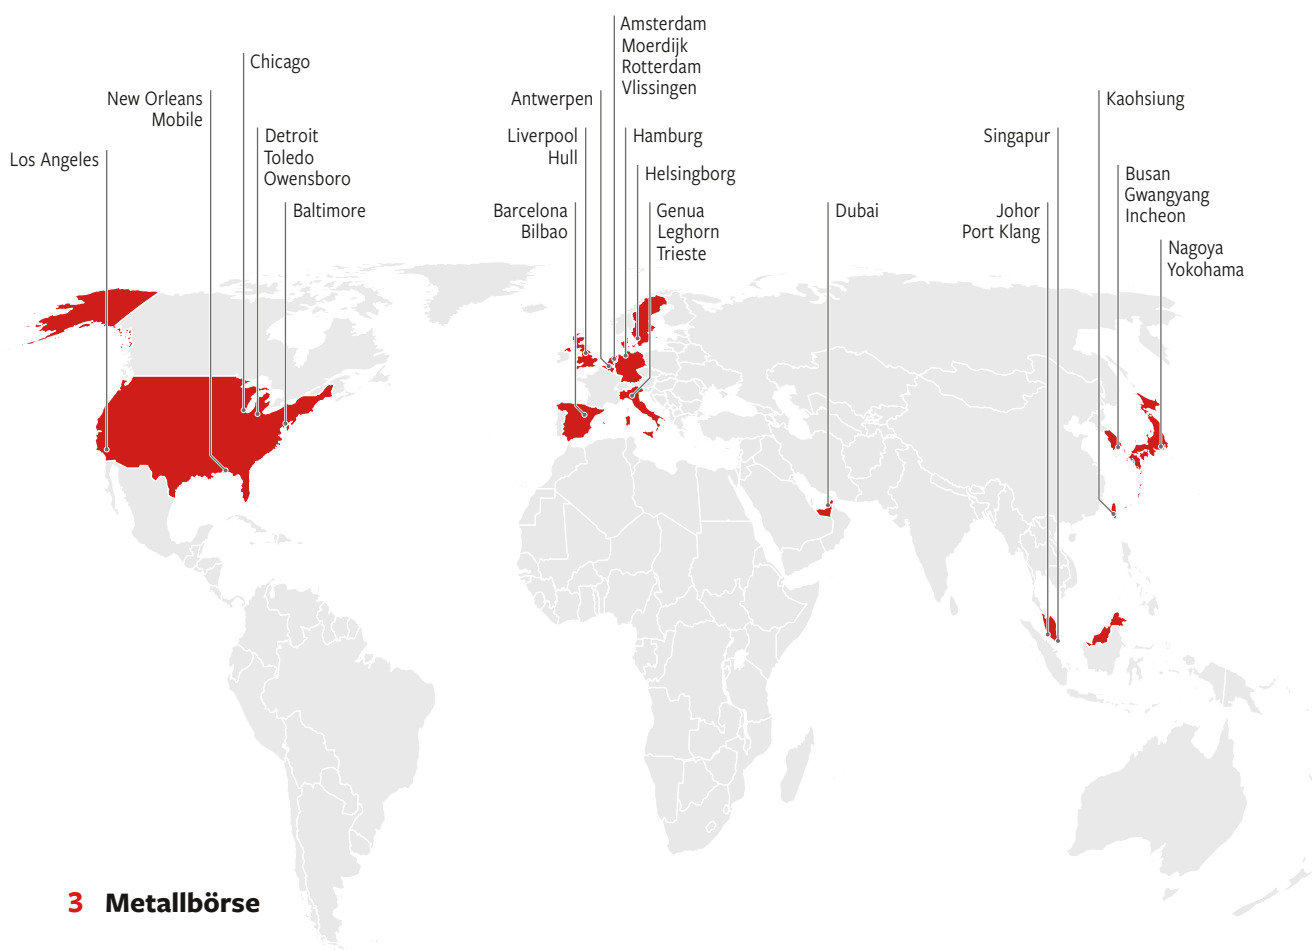 Los Angeles
New Orleans
Mobile
Chicago
Detroit
Toledo
Owensboro
Baltimore
Amsterdam
Moerdijk
Rotterdam
Vlissingen
Antwerpen
Liverpool
Hull
Hamburg
Helsingborg
Barcelona
Bilbao
Genua
Leghorn
Trieste
Dubai
Singapur
Johor
Port Klang
Kaohsiung
Busan
Gwangyang
Incheon
Nagoya
Yokohama
3 Metallbörse